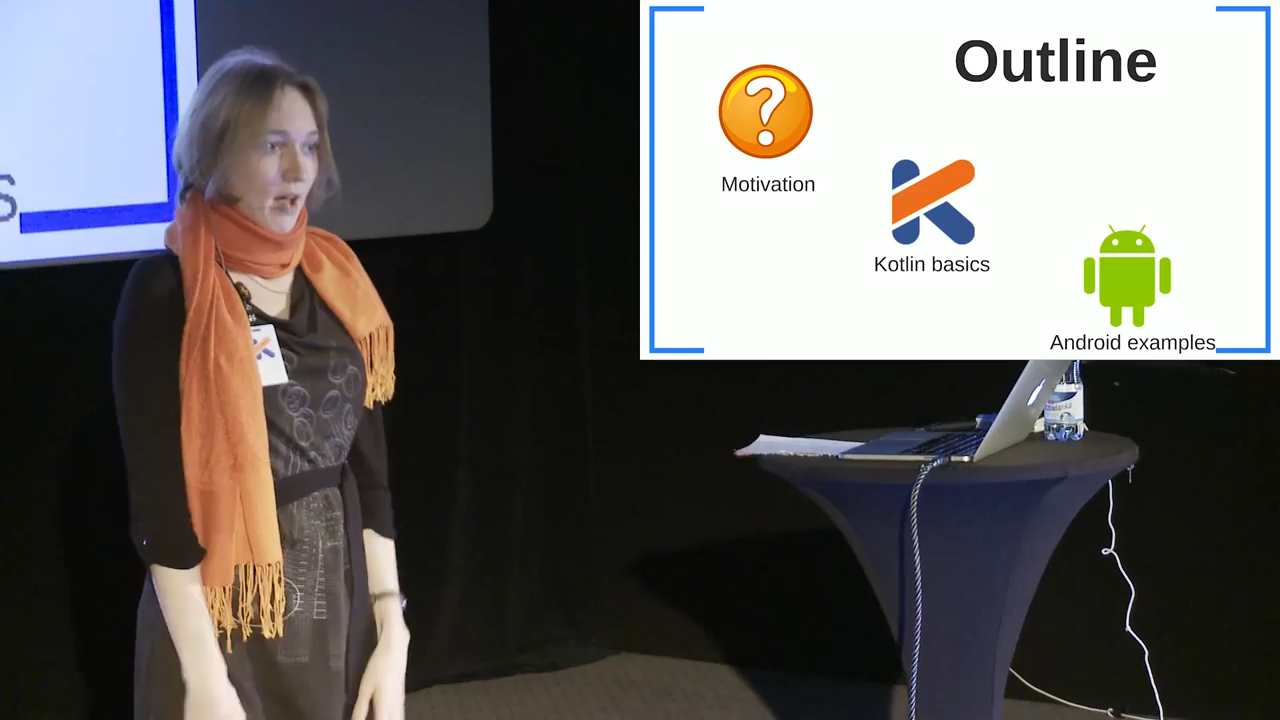 Outline
Motivation
Kotlin basics
Android examples
s